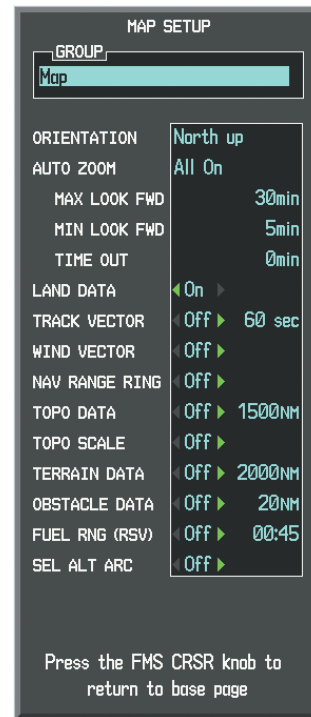 MAP SETUP
GROUP
Map
ORIENTATION North up
AUTO ZOOM All On
MAX LOOK FWD 30min
MIN LOOK FWD 5min
TIME OUT 0min
LAND DATA On
TRACK VECTOR Off 60 sec
WIND VECTOR Off
NAV RANGE RING Off
TOPO DATA Off 1500NM
TOPO SCALE Off
TERRAIN DATA Off 2000NM
OBSTACLE DATA Off 20NM
FUEL RNG (RSV) Off 00:45
SEL ALT ARC Off
Press the FMS CRSR knob to
return to base page